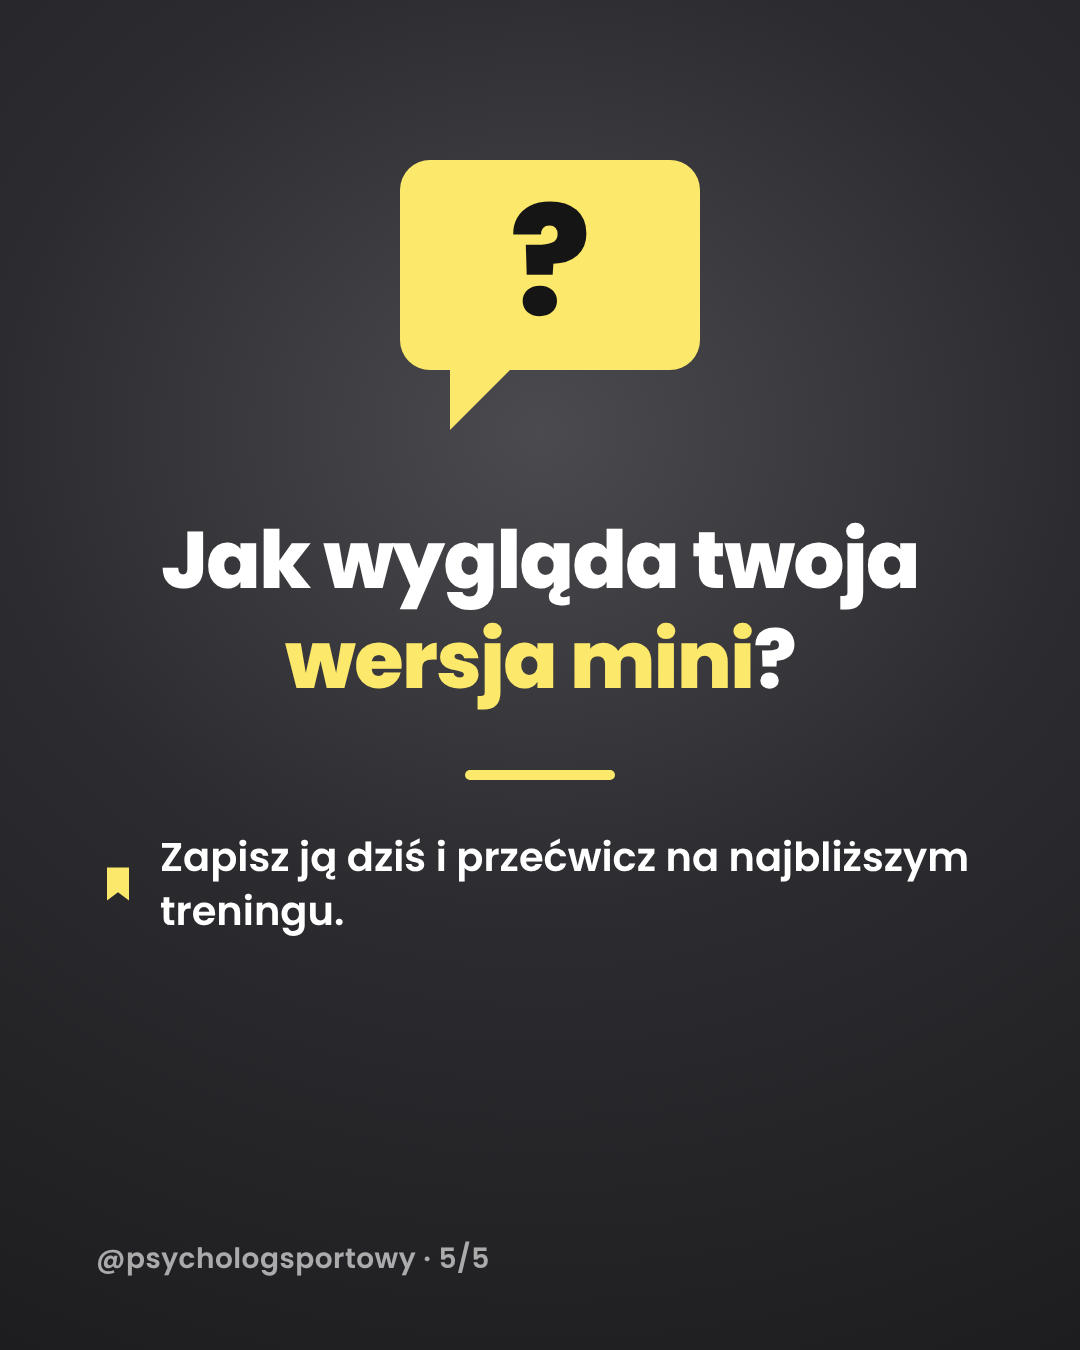 ?
Jak wygląda twoja
wersja mini?
Zapisz ją dziś i przećwicz na najbliższym
treningu.
@psychologsportowy · 5/5